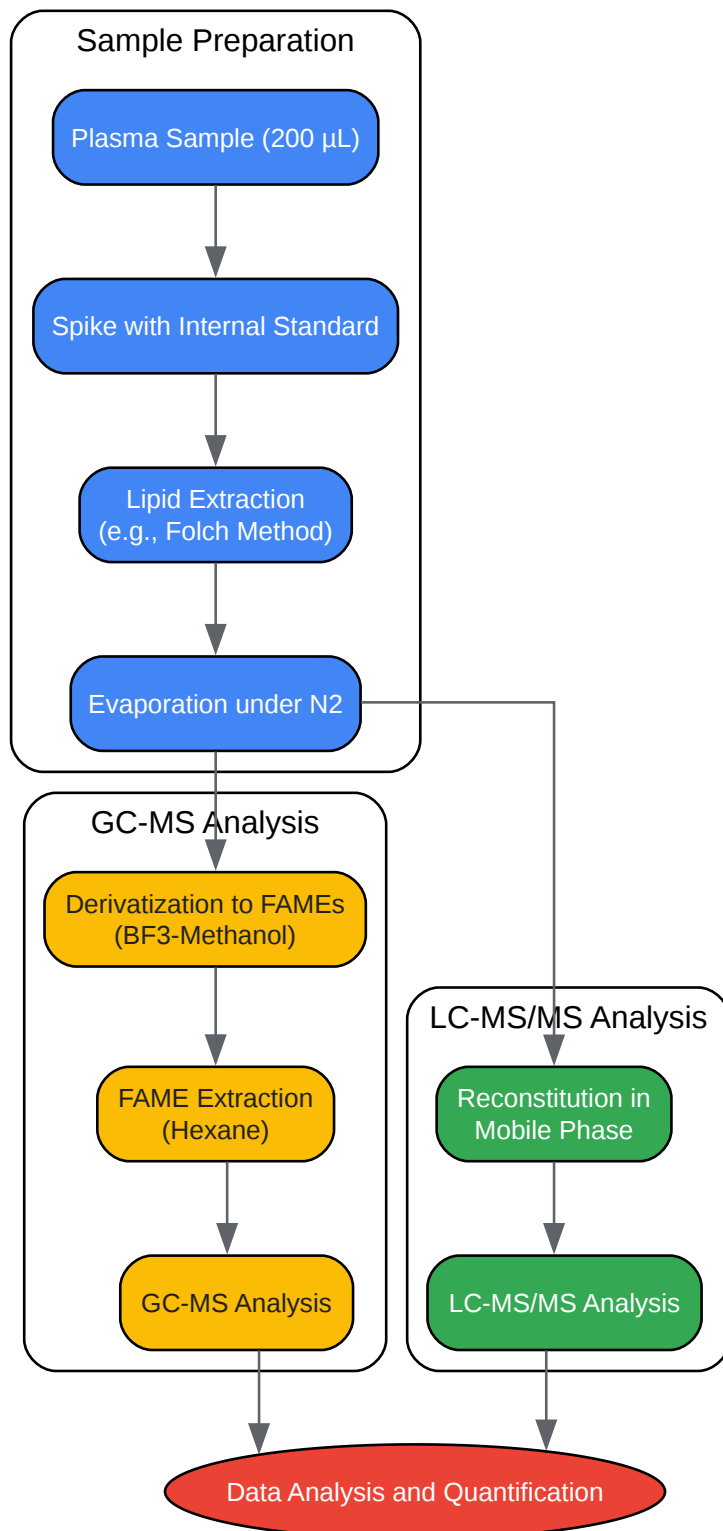 Sample Preparation
Plasma Sample (200 µL)
Spike with Internal Standard
Lipid Extraction
(e.g., Folch Method)
Evaporation under N2
GC-MS Analysis
Derivatization to FAMEs
(BF3-Methanol)
FAME Extraction
(Hexane)
GC-MS Analysis
LC-MS/MS Analysis
Reconstitution in
Mobile Phase
LC-MS/MS Analysis
Data Analysis and Quantification